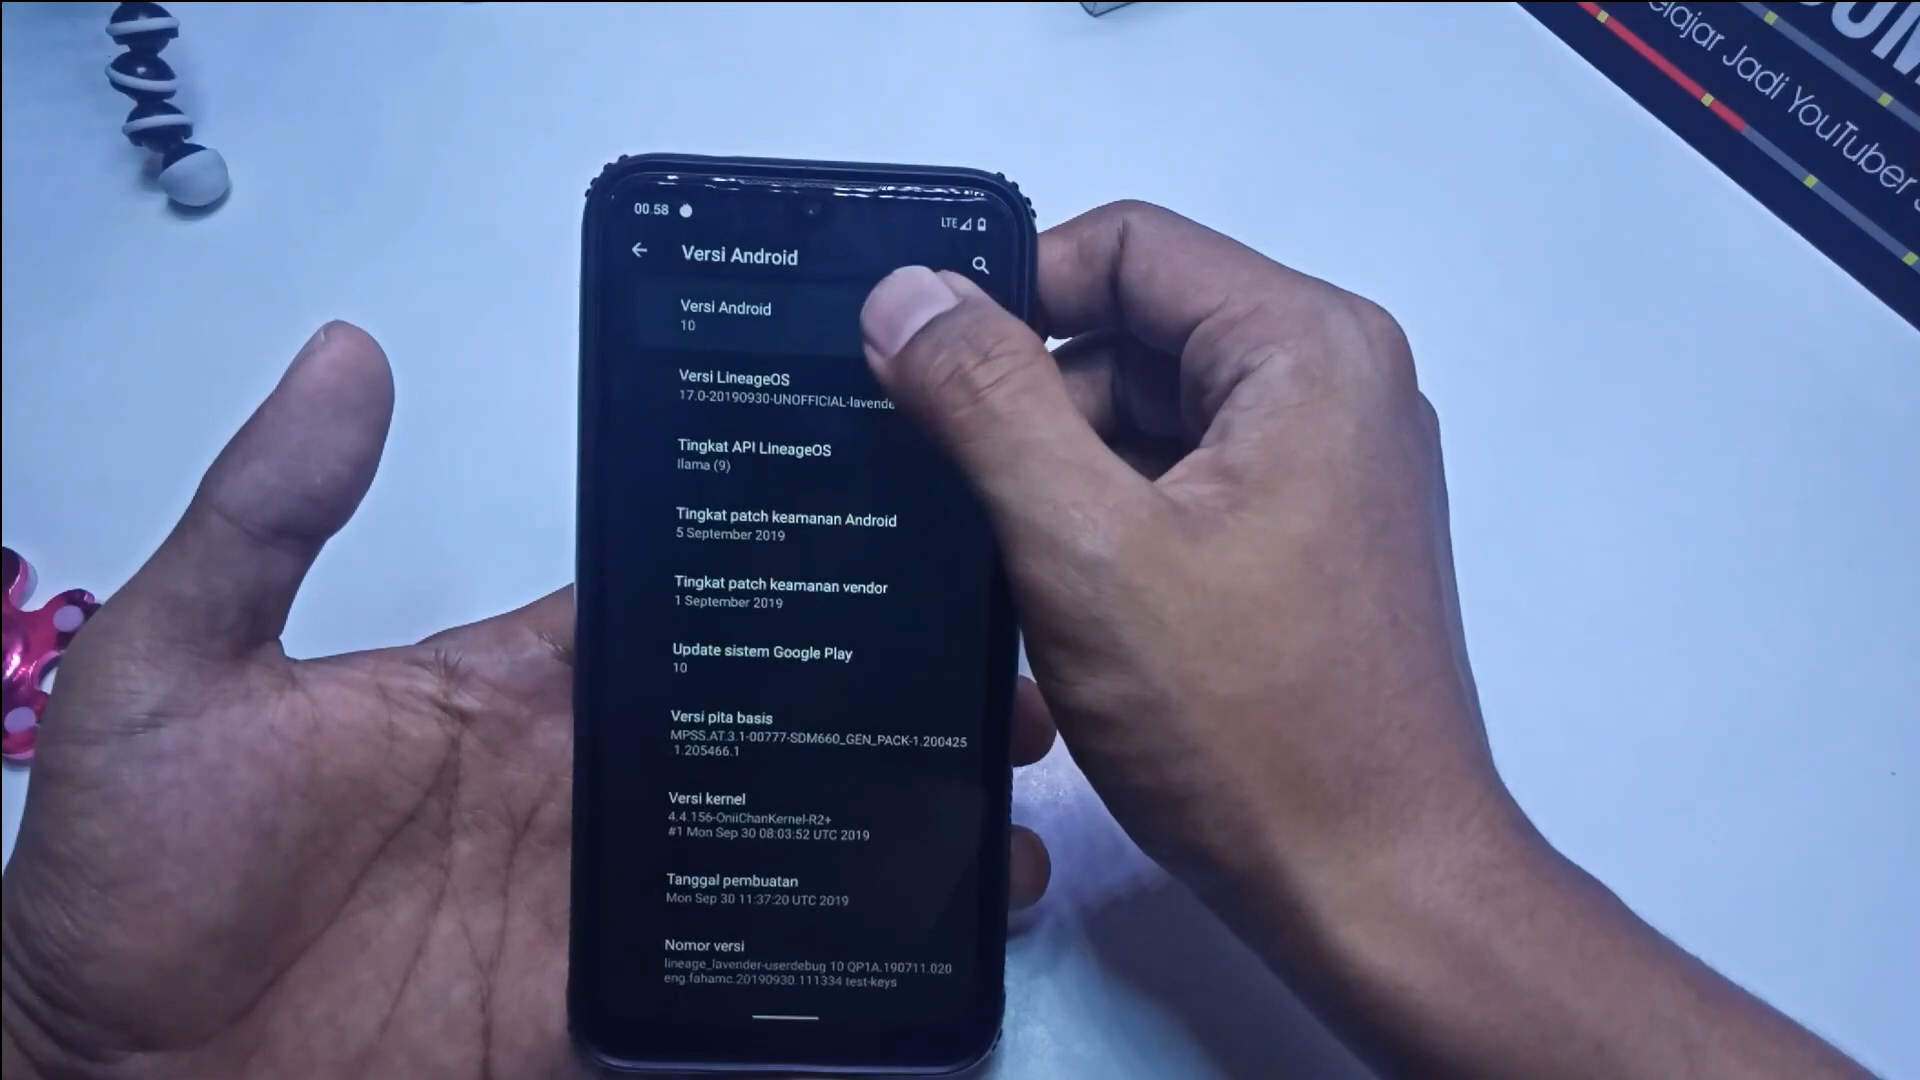 elajar Jadi YouTuber
00.58
LTE
Versi Android
Versi Android
10
Versi LineageOS
17.0-20190930-UNOFFICIAL-lavende
Tingkat API LineageOS
Ilama (9)
Tingkat patch keamanan Android
5 September 2019
Tingkat patch keamanan vendor
1 September 2019
Update sistem Google Play
10
Versi pita basis
MPSS.AT.3.1-00777-SDM660_GEN_PACK-1.200425
.1.205466.1
Versi kernel
4.4.156-OniiChanKernel-R2+
#1 Mon Sep 30 08:03:52 UTC 2019
Tanggal pembuatan
Mon Sep 30 11:37:20 UTC 2019
Nomor versi
lineage_lavender-userdebug 10 QP1A.190711.020
eng.fahamc.20190930.111334 test-keys